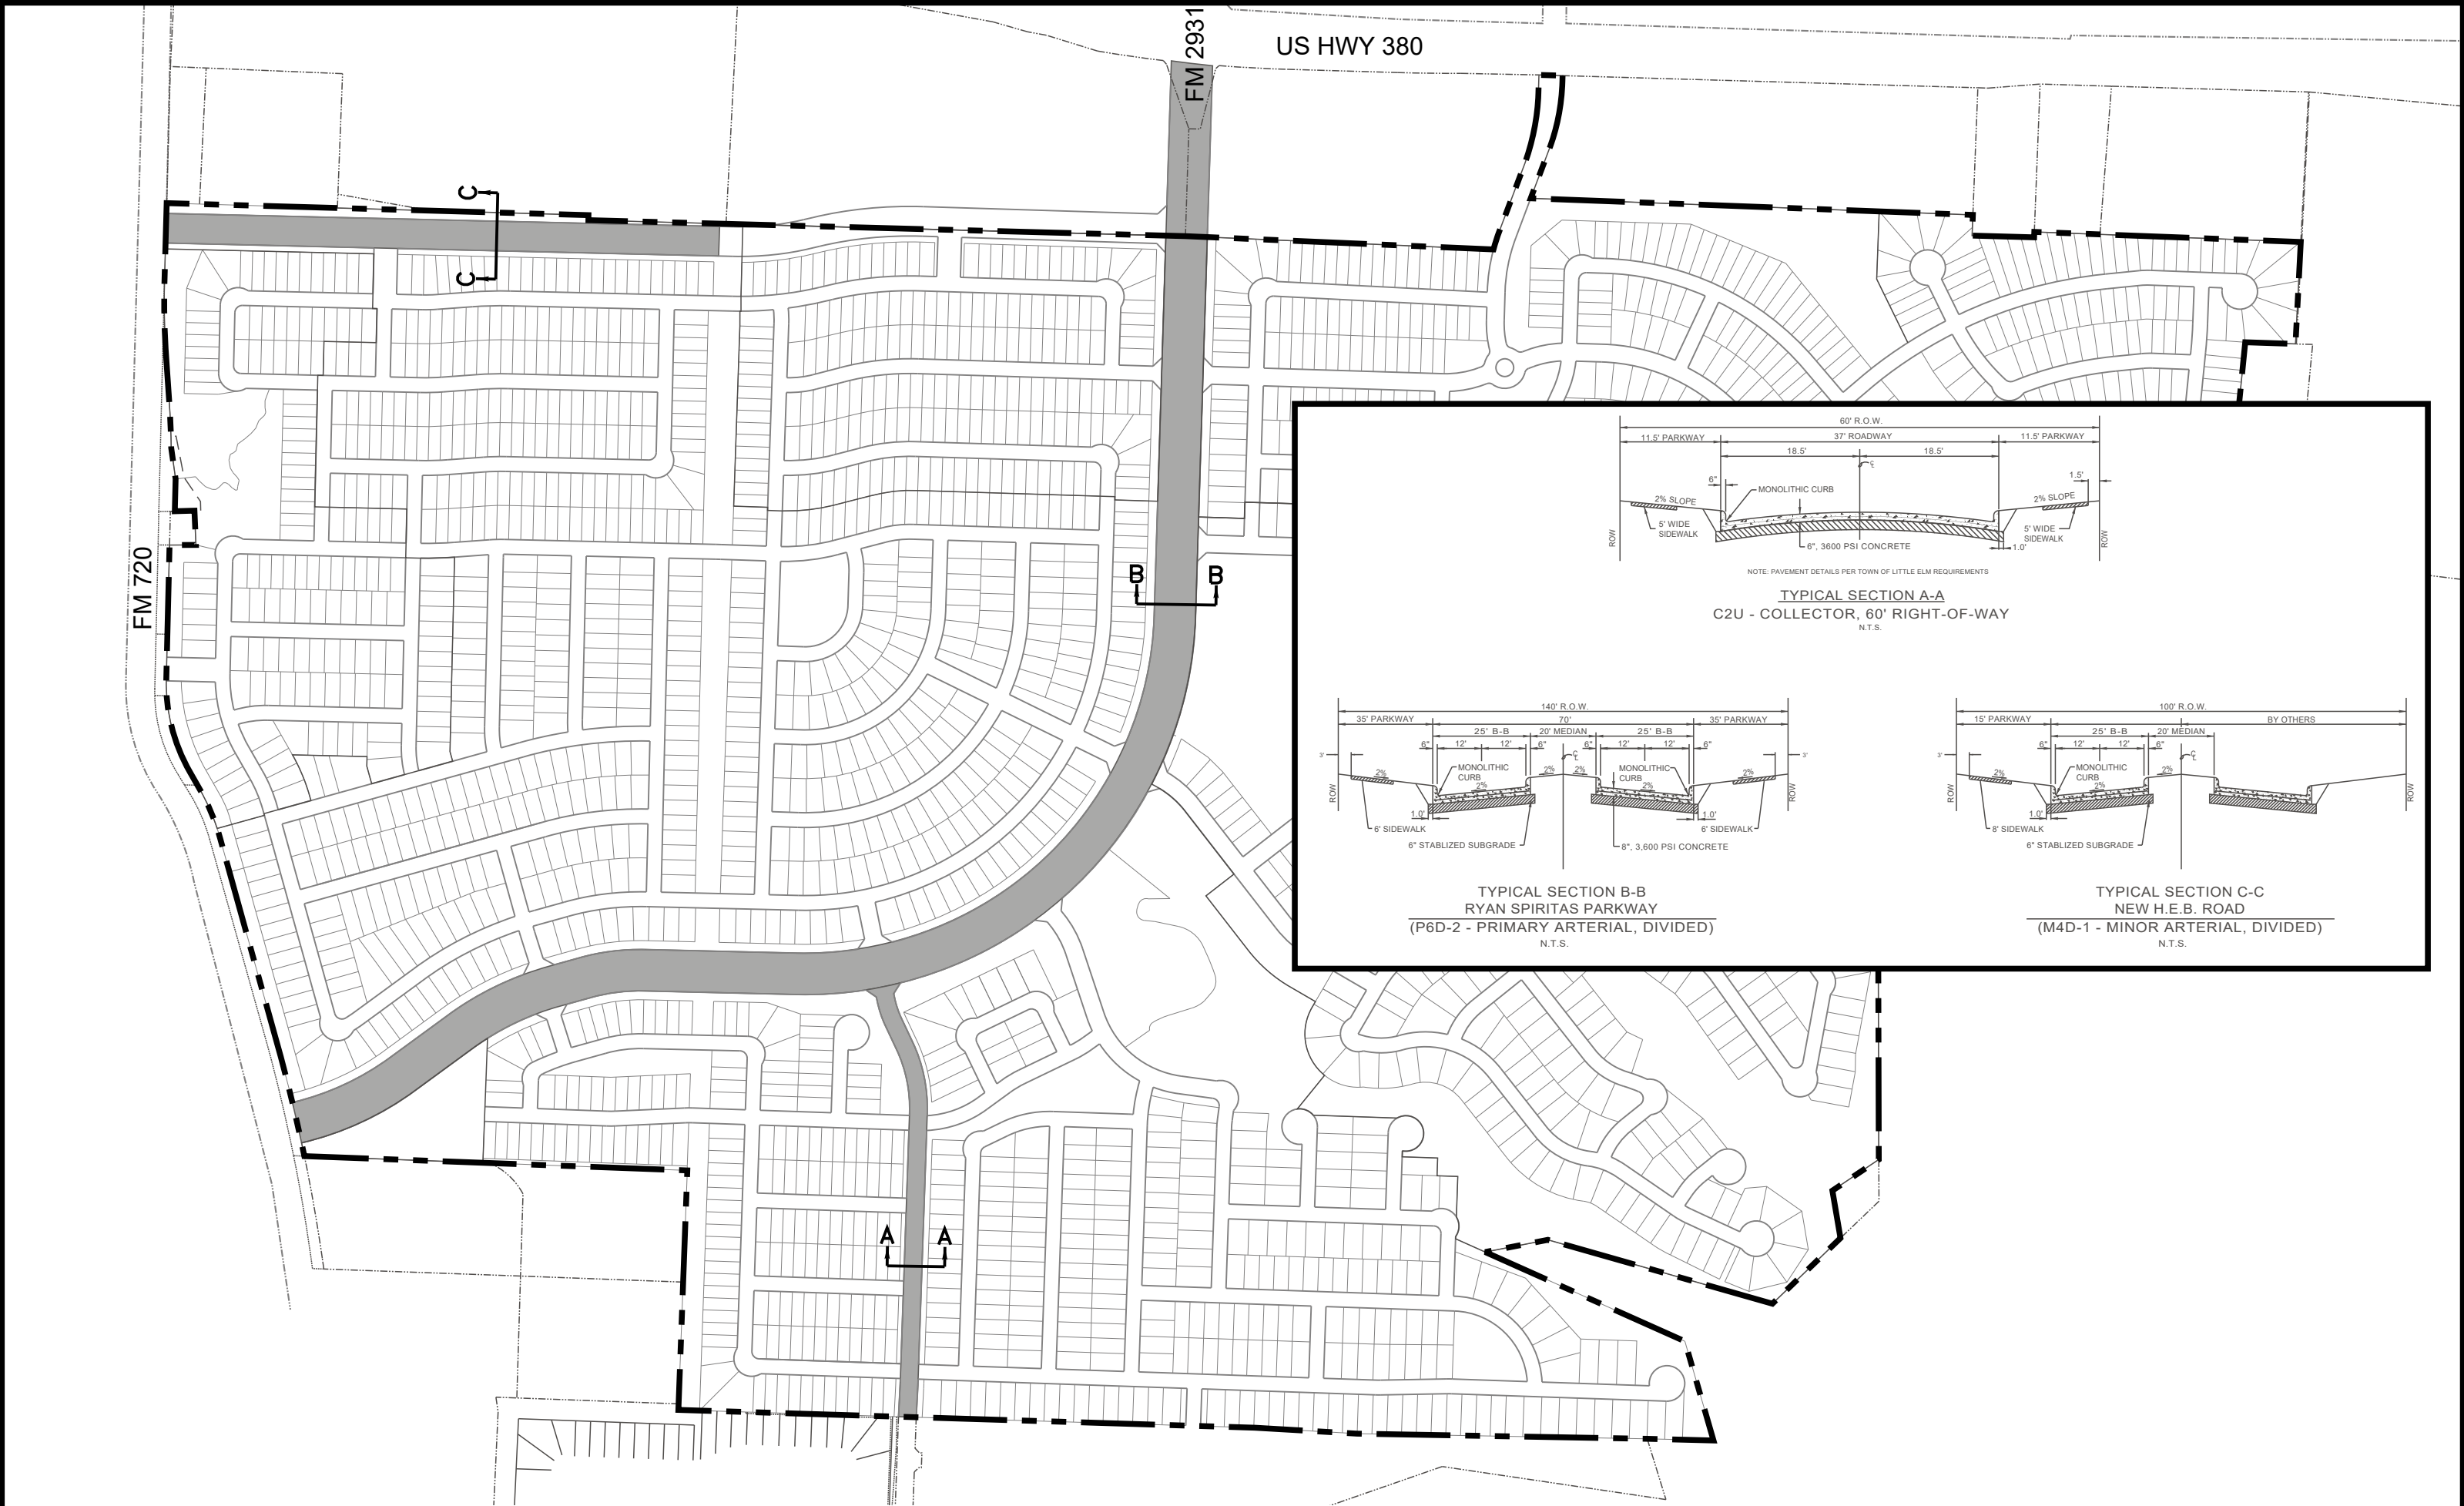 FM 2931
US HWY 380
C
C
FM 720
B B
A A
60' R.O.W.
11.5' PARKWAY 37' ROADWAY 11.5' PARKWAY
18.5' 18.5'
6" 1.5'
MONOLITHIC CURB
2% SLOPE 2% SLOPE
5' WIDE SIDEWALK
5' WIDE SIDEWALK
ROW ROW
6", 3600 PSI CONCRETE 1.0'
NOTE: PAVEMENT DETAILS PER TOWN OF LITTLE ELM REQUIREMENTS
TYPICAL SECTION A-A
C2U - COLLECTOR, 60' RIGHT-OF-WAY
N.T.S.
140' R.O.W.
35' PARKWAY 70' 35' PARKWAY
25' B-B 20' MEDIAN 25' B-B
6" 12' 12' 6" 6" 12' 12' 6"
3' 3'
MONOLITHIC CURB
MONOLITHIC CURB
2% 2% 2% 2% 2% 2%
ROW ROW
1.0' 1.0'
6' SIDEWALK 6' SIDEWALK
6" STABLIZED SUBGRADE 8", 3,600 PSI CONCRETE
TYPICAL SECTION B-B
RYAN SPIRITAS PARKWAY
(P6D-2 - PRIMARY ARTERIAL, DIVIDED)
N.T.S.
100' R.O.W.
15' PARKWAY BY OTHERS
25' B-B 20' MEDIAN
6" 12' 12' 6"
3'
MONOLITHIC CURB
2% 2% 2%
ROW ROW
1.0'
8' SIDEWALK
6" STABLIZED SUBGRADE
TYPICAL SECTION C-C
NEW H.E.B. ROAD
(M4D-1 - MINOR ARTERIAL, DIVIDED)
N.T.S.